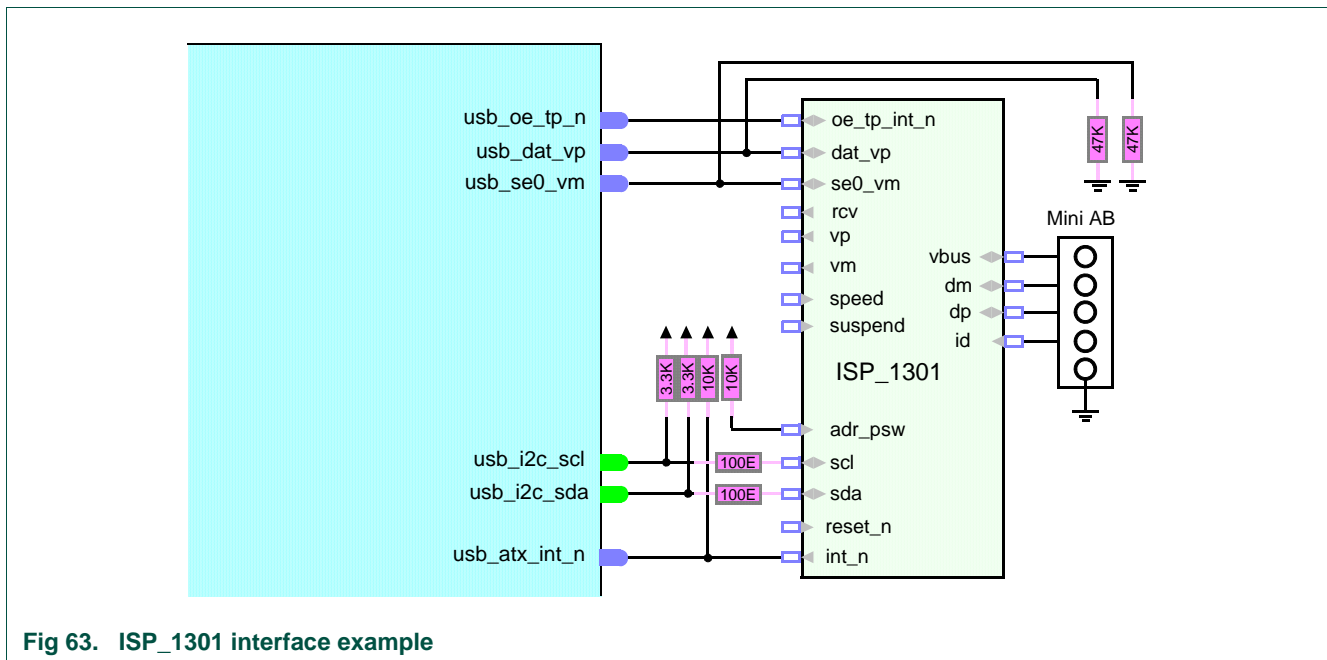 usb_oe_tp_n
usb_dat_vp
usb_se0_vm
usb_i2c_scl
usb_i2c_sda
usb_atx_int_n
3.3K
3.3K
10K
10K
100E
100E
oe_tp_int_n
dat_vp
se0_vm
rcv
vp
vm
speed
suspend
ISP_1301
adr_psw
scl
sda
reset_n
int_n
vbus
dm
dp
id
47K
47K
Mini AB
Fig 63. ISP_1301 interface example